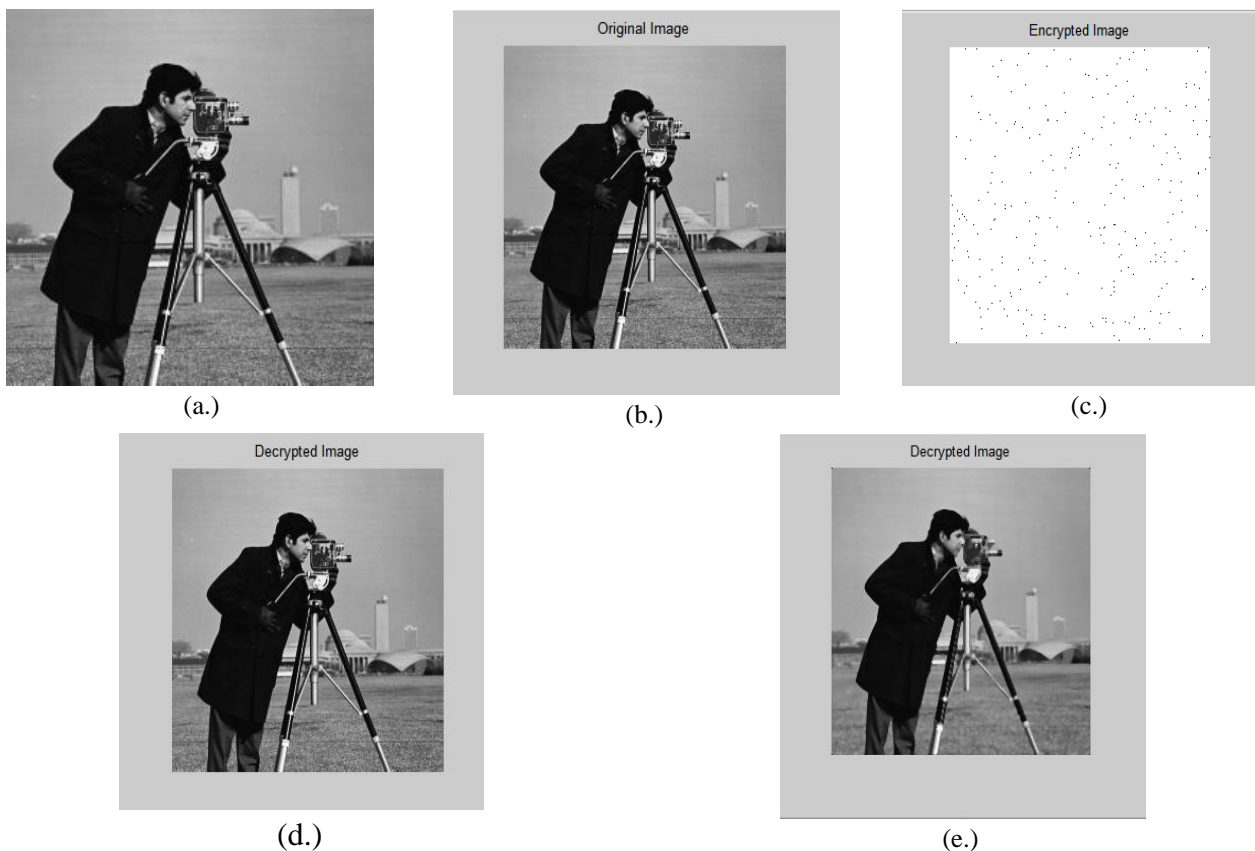 Original Image
Encrypted Image
(a.)
(b.)
(c.)
Decrypted Image
Decrypted Image
(d.)
(e.)